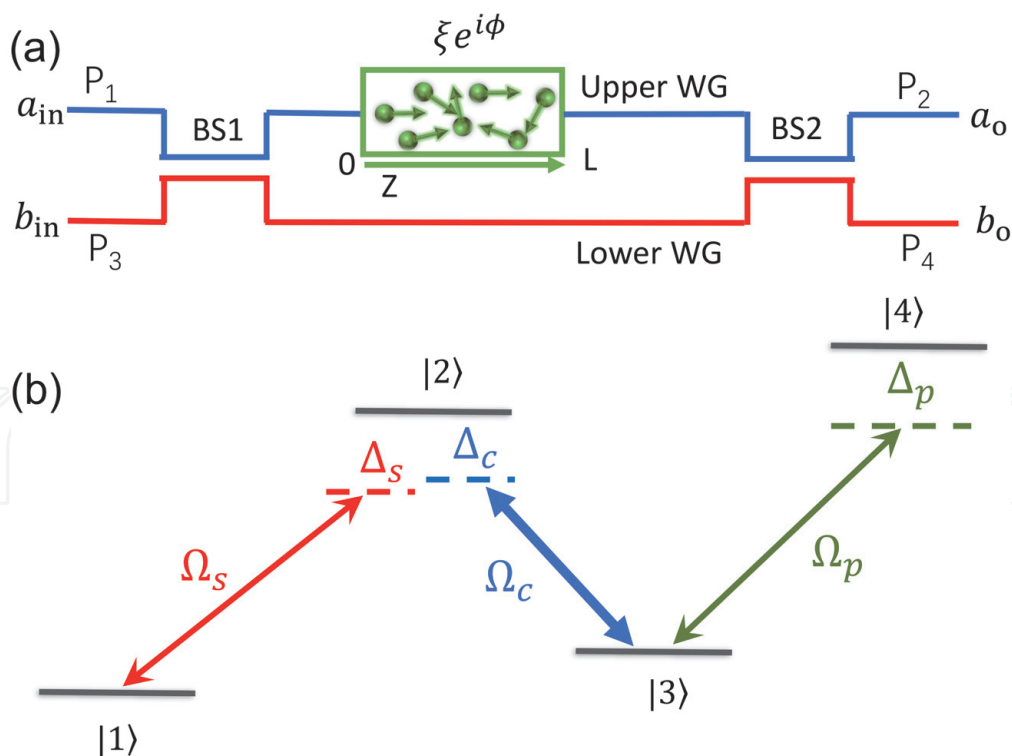 (a)
ξe^{iϕ}
P₁ Upper WG P₂
a_in BS1 BS2 a_o
0 Z L
b_in b_o
P₃ Lower WG P₄
(b)
|4⟩
|2⟩ Δ_p
Δ_s Δ_c
Ω_s Ω_c Ω_p
|1⟩ |3⟩